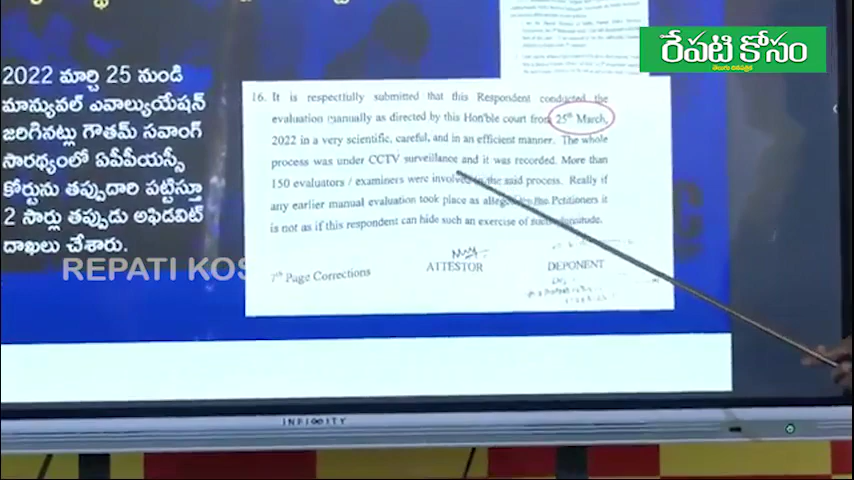 రేపటి కోసం
తెలుగు దినపత్రిక
2022 మార్చి 25 నుండి
మాన్యువల్ ఎవాల్యుయేషన్
జరిగినట్లు గౌతమ్ సవాంగ్
సారథ్యంలో ఏపీపీయస్సీ
కోర్టును తప్పుదారి పట్టిస్తూ
2 సార్లు తప్పుడు అఫిడవిట్
దాఖలు చేశారు.
REPATI KOS
16. It is respectfully submitted that this Respondent conducted the
evaluation manually as directed by this Hon'ble court from 25th March,
2022 in a very scientific, careful, and in an efficient manner. The whole
process was under CCTV surveillance and it was recorded. More than
150 evaluators / examiners were involved in the said process. Really if
any earlier manual evaluation took place as alleged by the Petitioners it
is not as if this respondent can hide such an exercise of such magnitude.
7th Page Corrections
ATTESTOR
DEPONENT
INFINITY